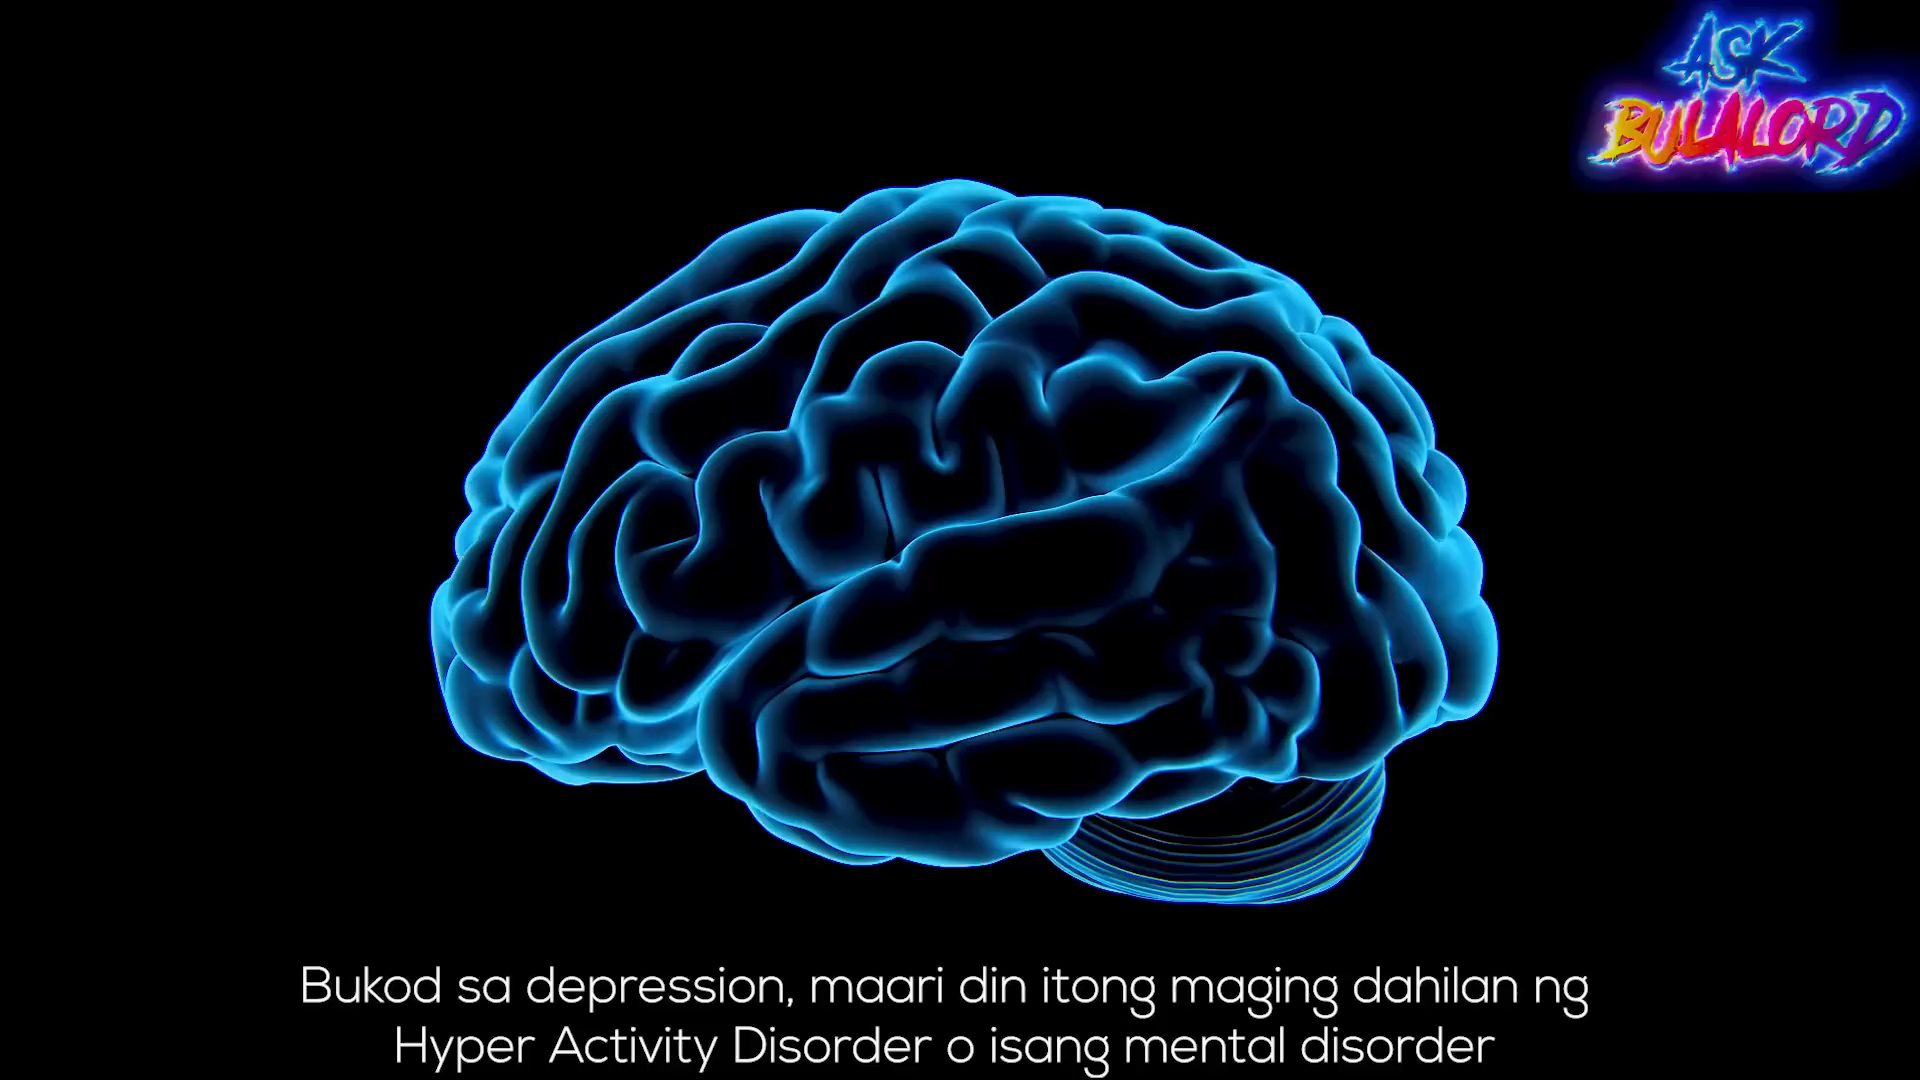 ASK
BULALORD
Bukod sa depression, maari din itong maging dahilan ng
Hyper Activity Disorder o isang mental disorder